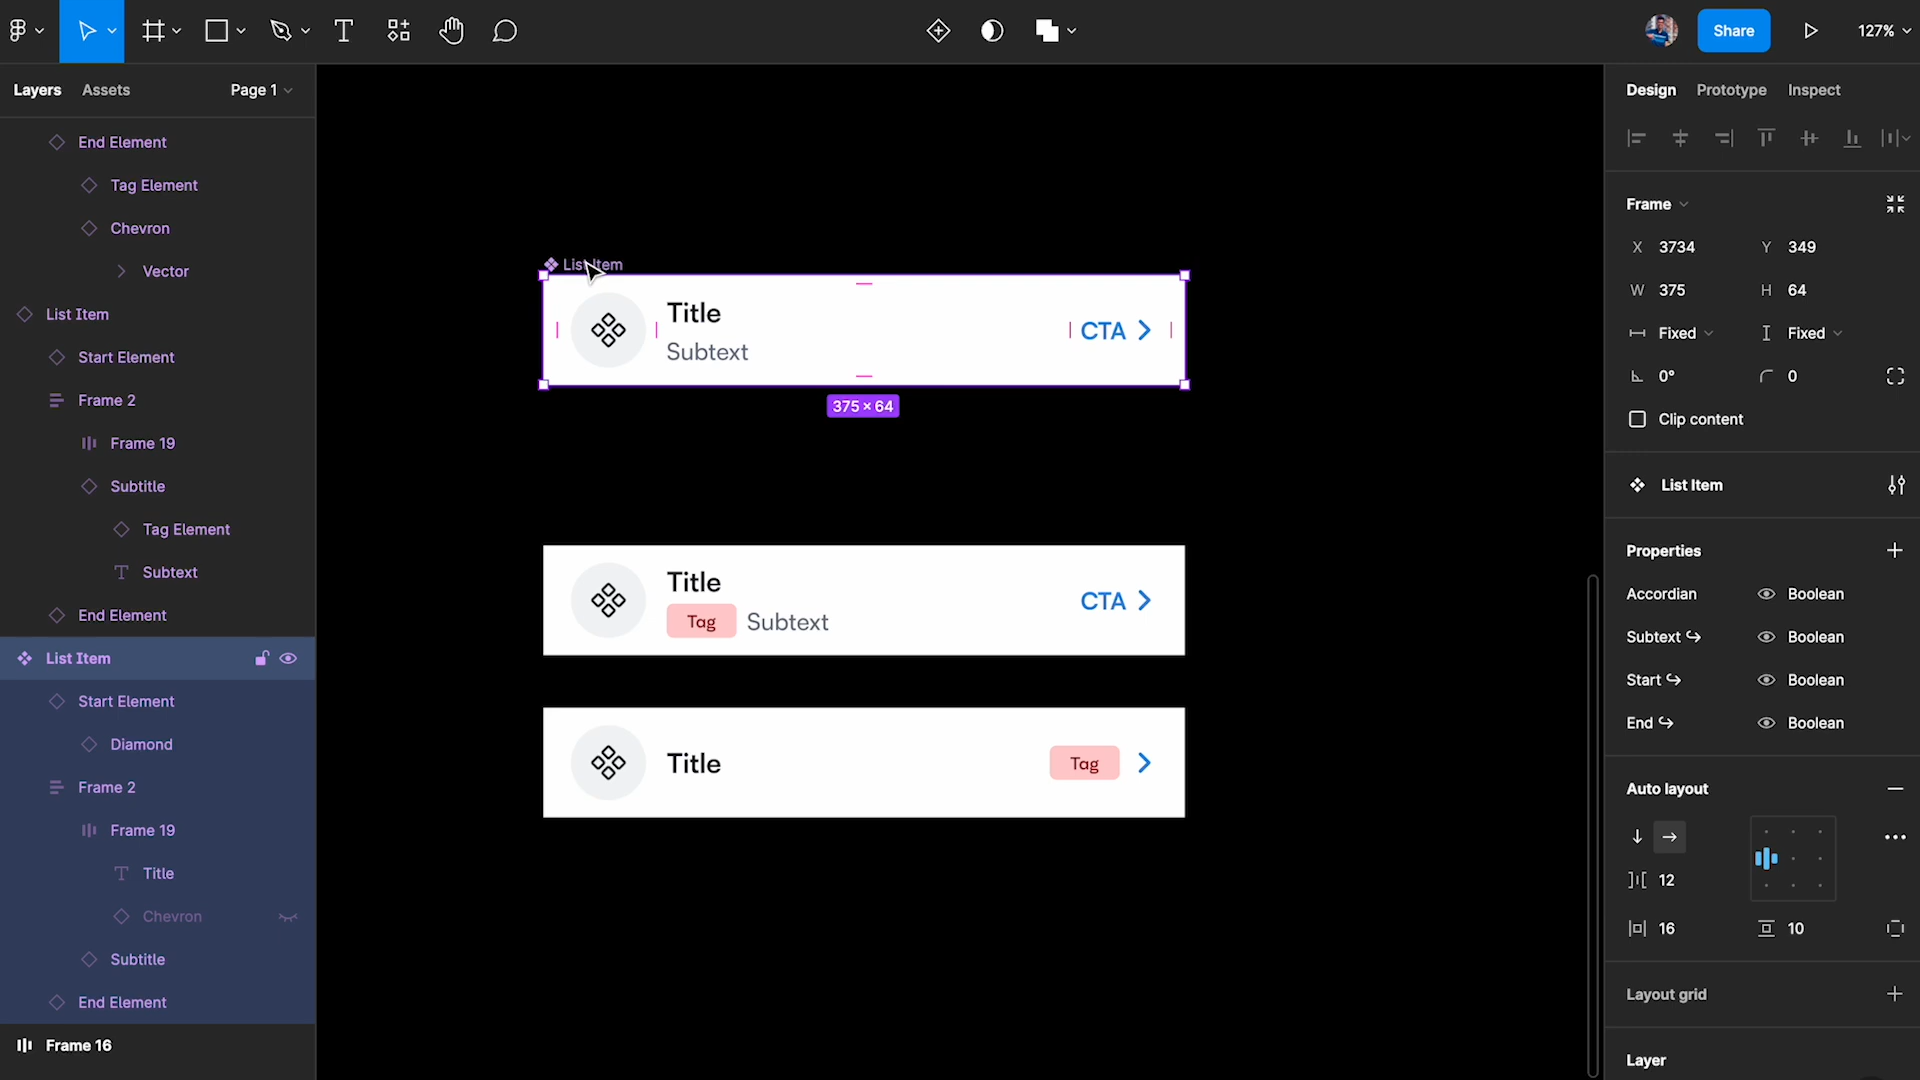 Share
127%
Layers
Assets
Page 1
End Element
Tag Element
Chevron
Vector
List Item
Start Element
Frame 2
Frame 19
Subtitle
Tag Element
Subtext
End Element
List Item
Start Element
Diamond
Frame 2
Frame 19
Title
Chevron
Subtitle
End Element
Frame 16
List Item
Title
Subtext
CTA
375 × 64
Title
Tag
Subtext
CTA
Title
Tag
Design
Prototype
Inspect
Frame
X 3734
Y 349
W 375
H 64
Fixed
Fixed
0°
0
Clip content
List Item
Properties
Accordian
Boolean
Subtext
Boolean
Start
Boolean
End
Boolean
Auto layout
12
16
10
Layout grid
Layer